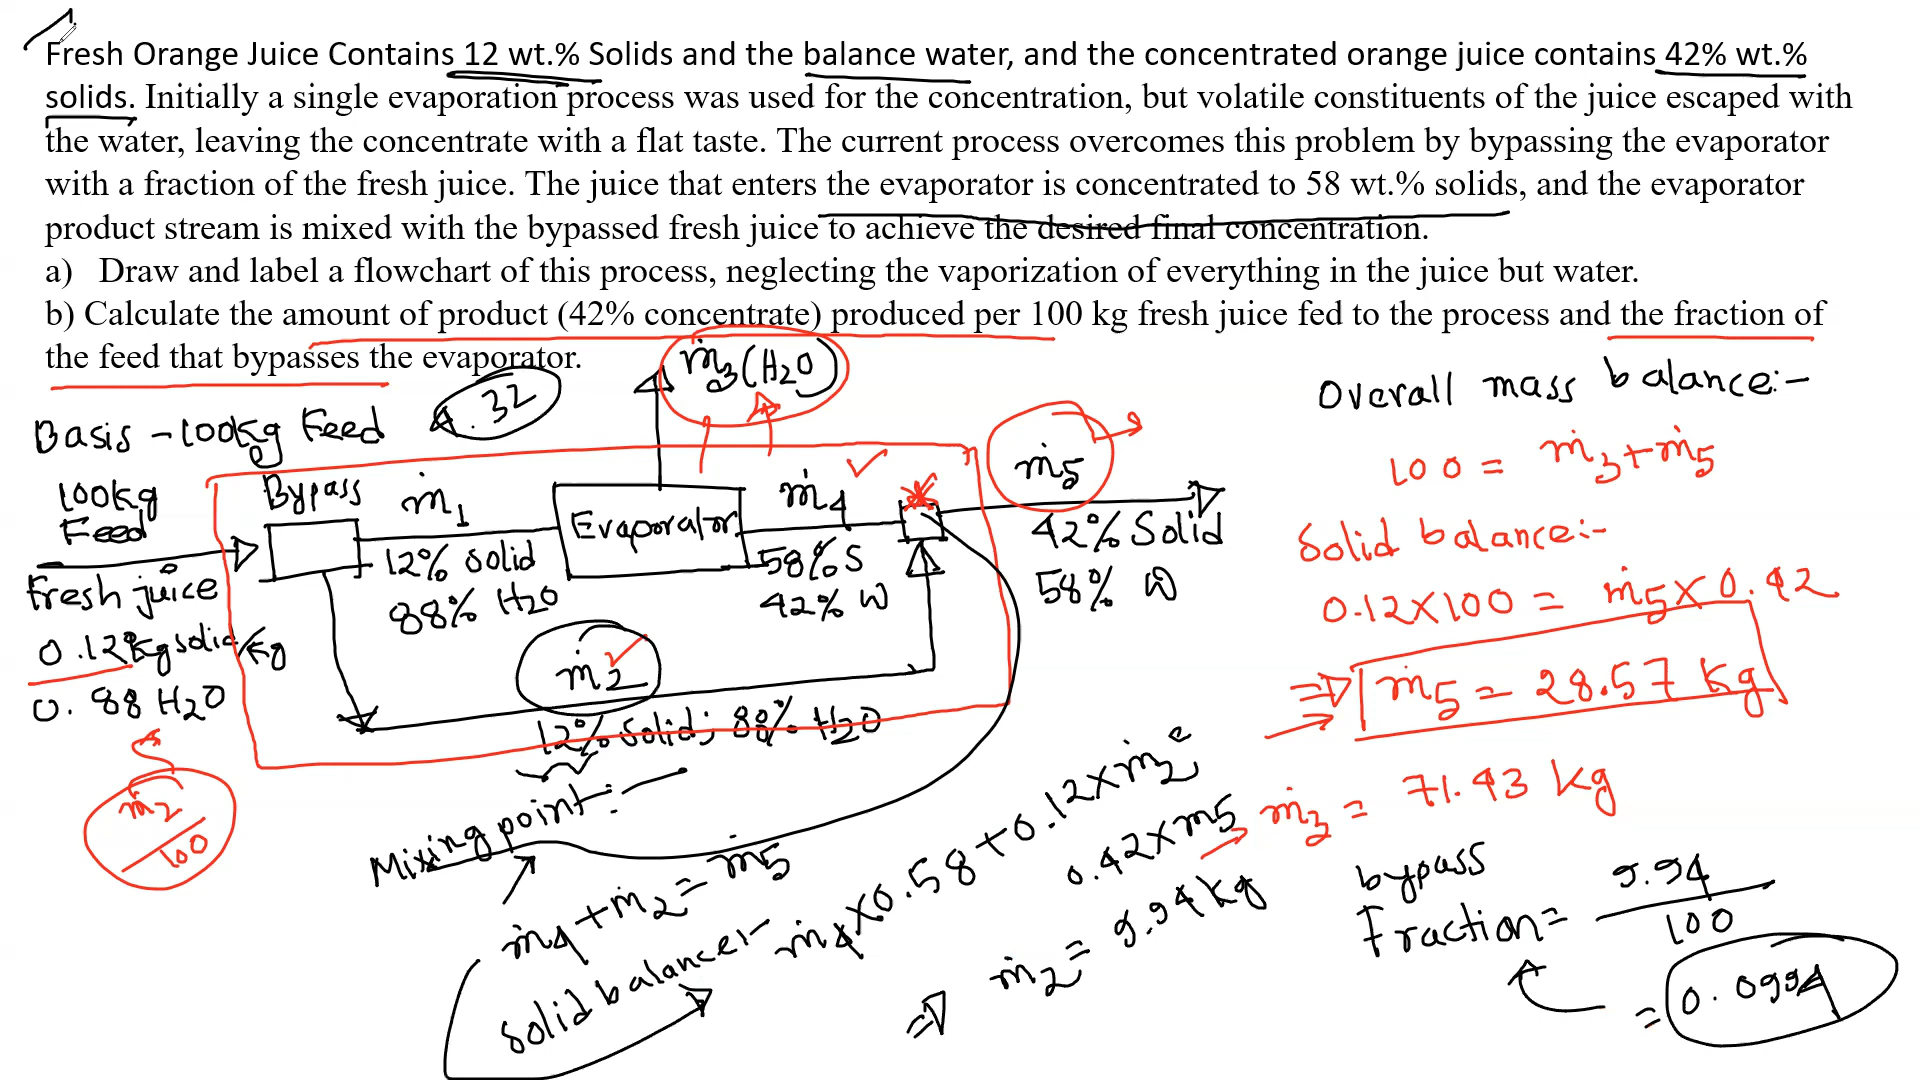 Fresh Orange Juice Contains 12 wt.% Solids and the balance water, and the concentrated orange juice contains 42% wt.%
solids. Initially a single evaporation process was used for the concentration, but volatile constituents of the juice escaped with
the water, leaving the concentrate with a flat taste. The current process overcomes this problem by bypassing the evaporator
with a fraction of the fresh juice. The juice that enters the evaporator is concentrated to 58 wt.% solids, and the evaporator
product stream is mixed with the bypassed fresh juice to achieve the desired final concentration.
a) Draw and label a flowchart of this process, neglecting the vaporization of everything in the juice but water.
b) Calculate the amount of product (42% concentrate) produced per 100 kg fresh juice fed to the process and the fraction of
the feed that bypasses the evaporator.
4.32
ṁ3(H2O)
Basis - 100kg Feed
100kg
Feed
Fresh juice
0.12kg solid/kg
0.88 H2O
ṁ2/100
Bypass
ṁ1
12% Solid
88% H2O
Evaporator
ṁ4
58% S
42% W
ṁ5
42% Solid
58% W
ṁ2
12% Solid; 88% H2O
Mixing point:-
ṁ4+ṁ2=ṁ5
Solid balance:-
ṁ4×0.58+0.12×ṁ2=
0.42×ṁ5
⇒ ṁ2= 9.94kg
Overall mass balance:-
100 = ṁ3+ṁ5
Solid balance:-
0.12×100 = ṁ5×0.42
⇒ ṁ5 = 28.57 kg
ṁ3 = 71.43 kg
bypass
Fraction= 9.94/100
= 0.0994